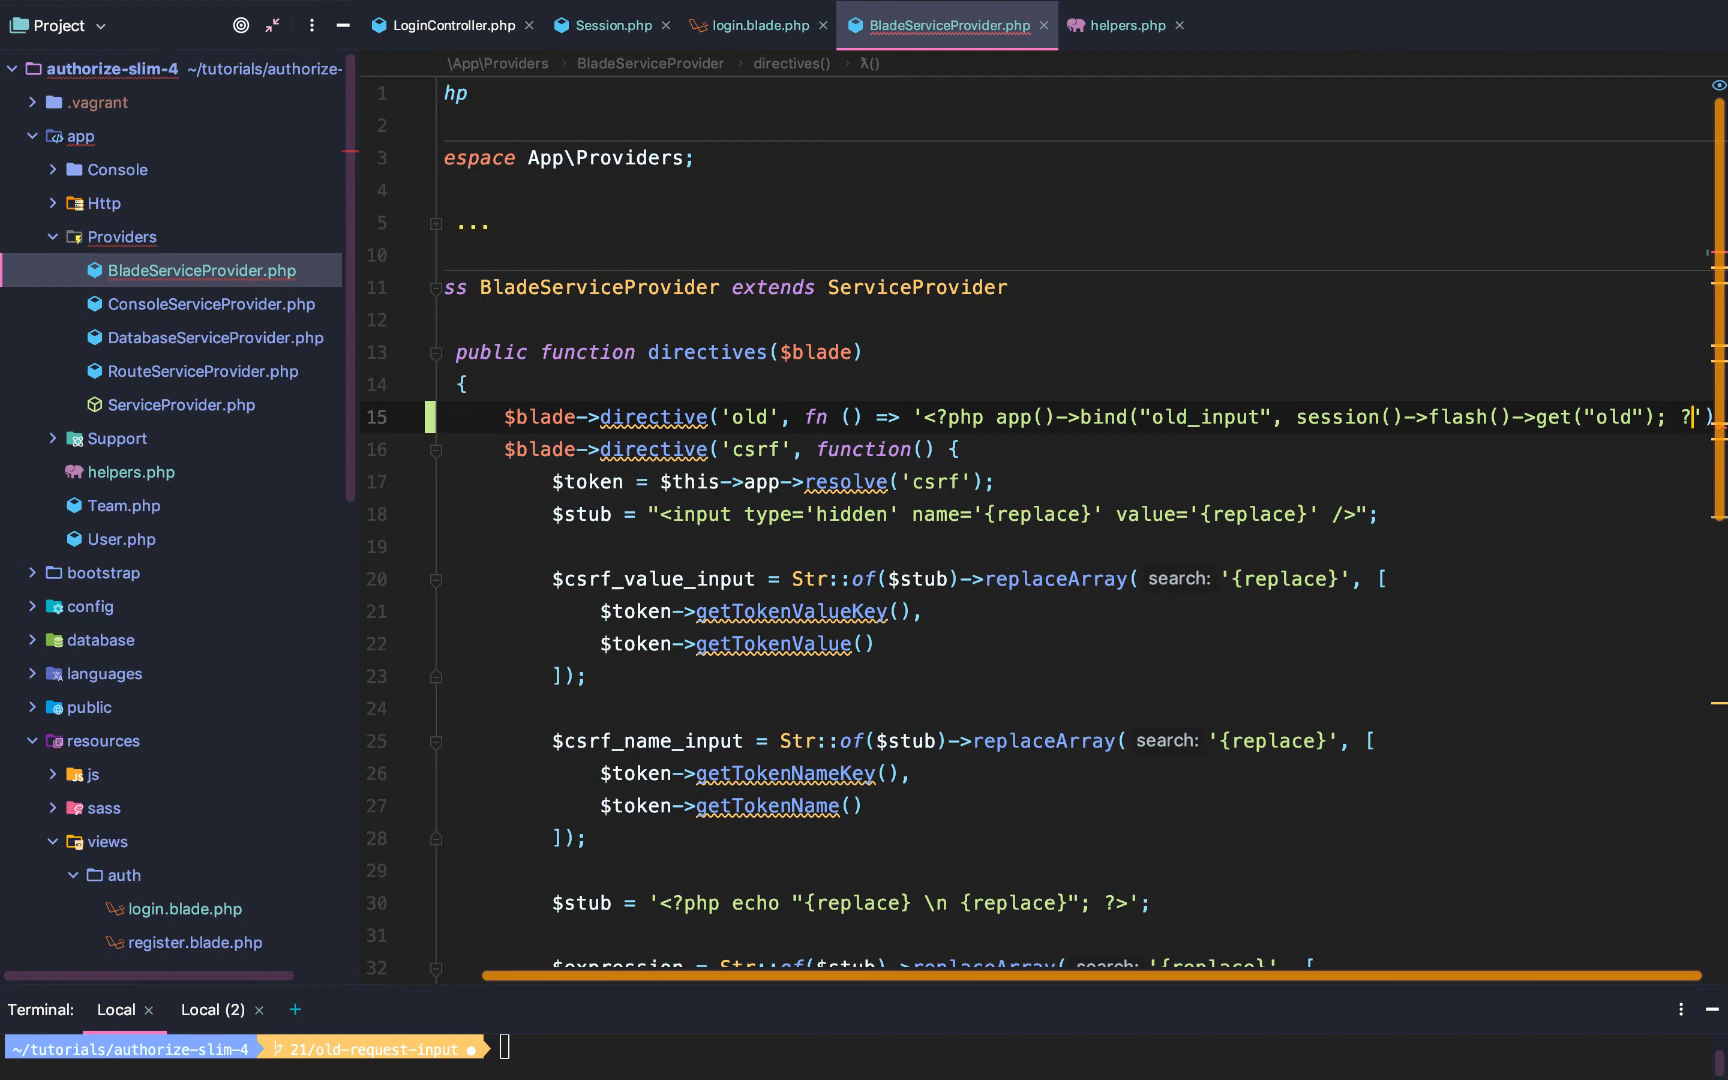 Project
LoginController.php
Session.php
login.blade.php
BladeServiceProvider.php
helpers.php
authorize-slim-4 ~/tutorials/authorize-
.vagrant
app
Console
Http
Providers
BladeServiceProvider.php
ConsoleServiceProvider.php
DatabaseServiceProvider.php
RouteServiceProvider.php
ServiceProvider.php
Support
helpers.php
Team.php
User.php
bootstrap
config
database
languages
public
resources
js
sass
views
auth
login.blade.php
register.blade.php
\App\Providers > BladeServiceProvider > directives() > λ()
1 hp
2
3 espace App\Providers;
4
5 ...
10
11 ss BladeServiceProvider extends ServiceProvider
12
13 public function directives($blade)
14 {
15 $blade->directive('old', fn () => '<?php app()->bind("old_input", session()->flash()->get("old"); ?')
16 $blade->directive('csrf', function() {
17 $token = $this->app->resolve('csrf');
18 $stub = "<input type='hidden' name='{replace}' value='{replace}' />";
19
20 $csrf_value_input = Str::of($stub)->replaceArray( search: '{replace}', [
21 $token->getTokenValueKey(),
22 $token->getTokenValue()
23 ]);
24
25 $csrf_name_input = Str::of($stub)->replaceArray( search: '{replace}', [
26 $token->getTokenNameKey(),
27 $token->getTokenName()
28 ]);
29
30 $stub = '<?php echo "{replace} \n {replace}"; ?>';
31
32 $expression = Str::of($stub)->replaceArray( search: '{replace}', [
Terminal: Local Local (2) +
~/tutorials/authorize-slim-4 21/old-request-input